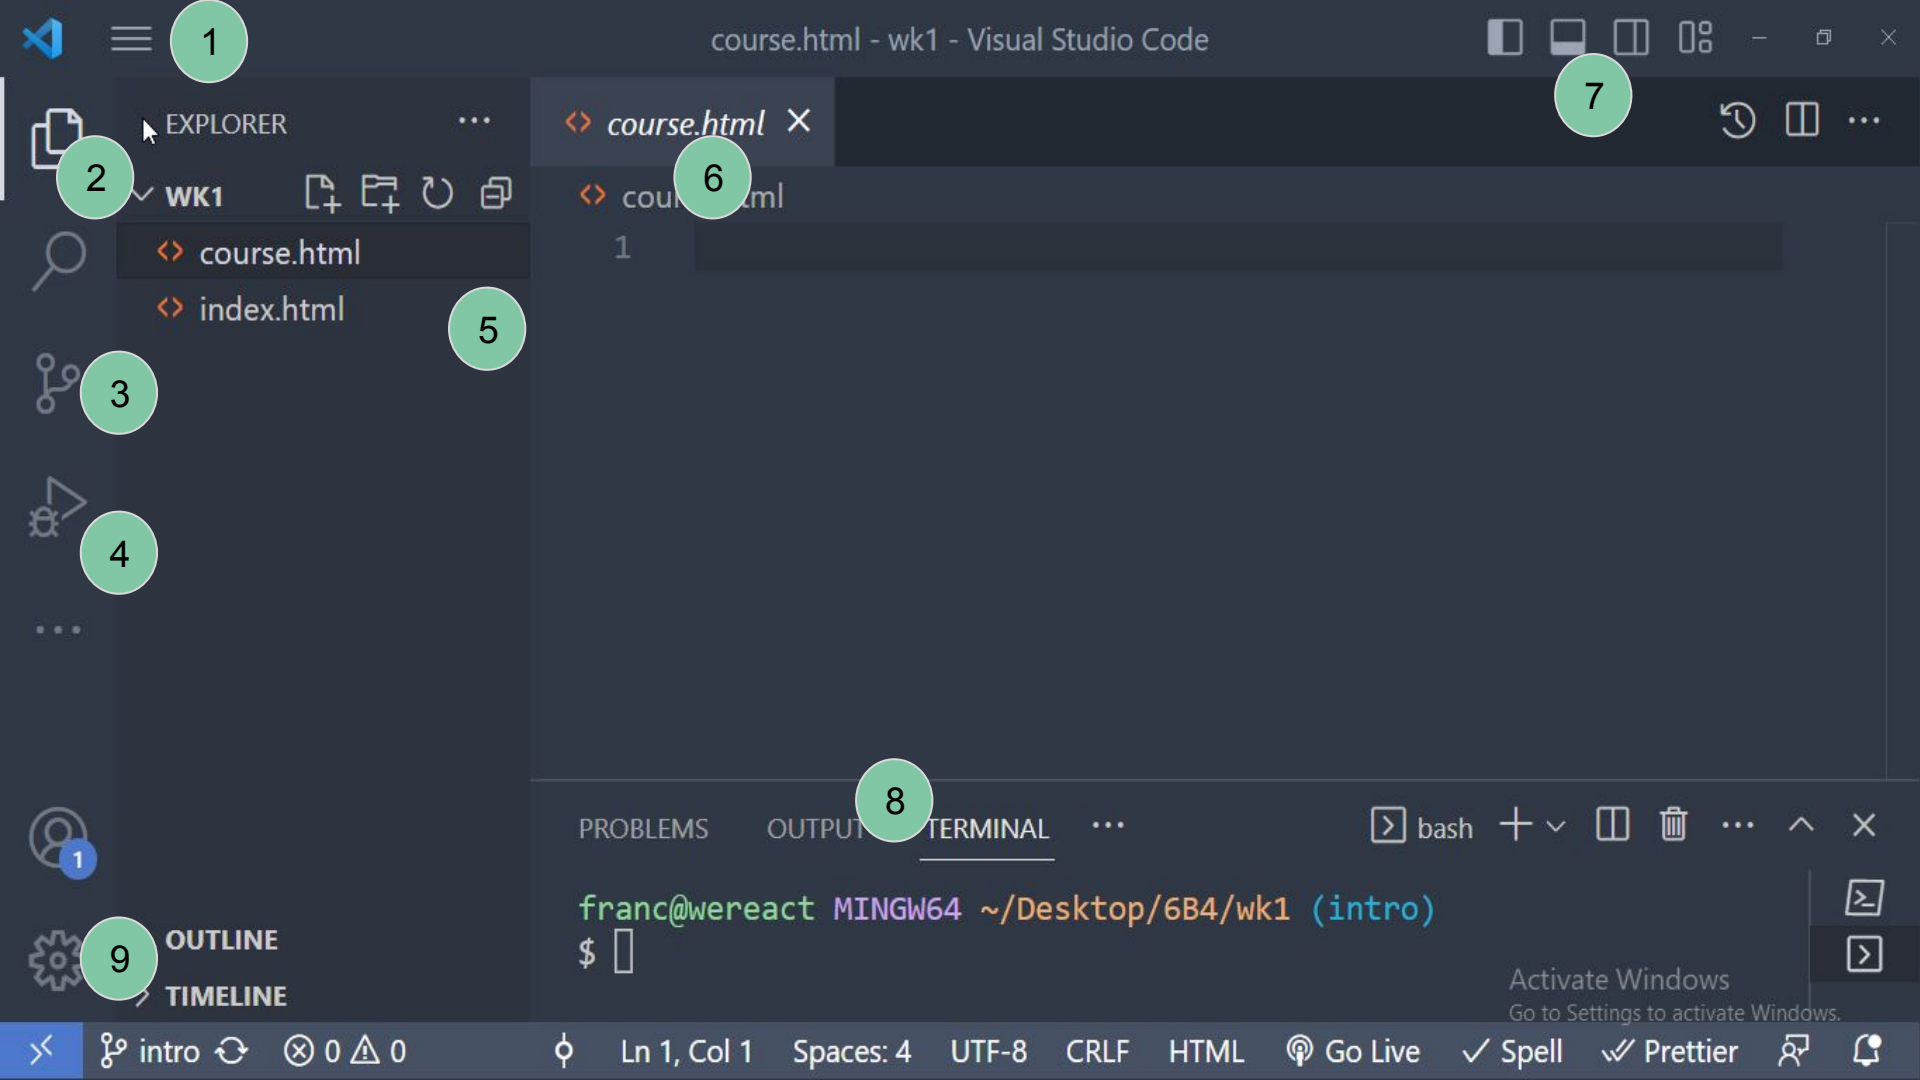 1
course.html - wk1 - Visual Studio Code
7
EXPLORER
course.html
2
WK1
6
course.html
index.html
1
5
3
4
8
PROBLEMS OUTPUT TERMINAL
bash
1
franc@wereact MINGW64 ~/Desktop/6B4/wk1 (intro)
$
9
OUTLINE
TIMELINE
Activate Windows
Go to Settings to activate Windows.
intro 0 0 Ln 1, Col 1 Spaces: 4 UTF-8 CRLF HTML Go Live Spell Prettier